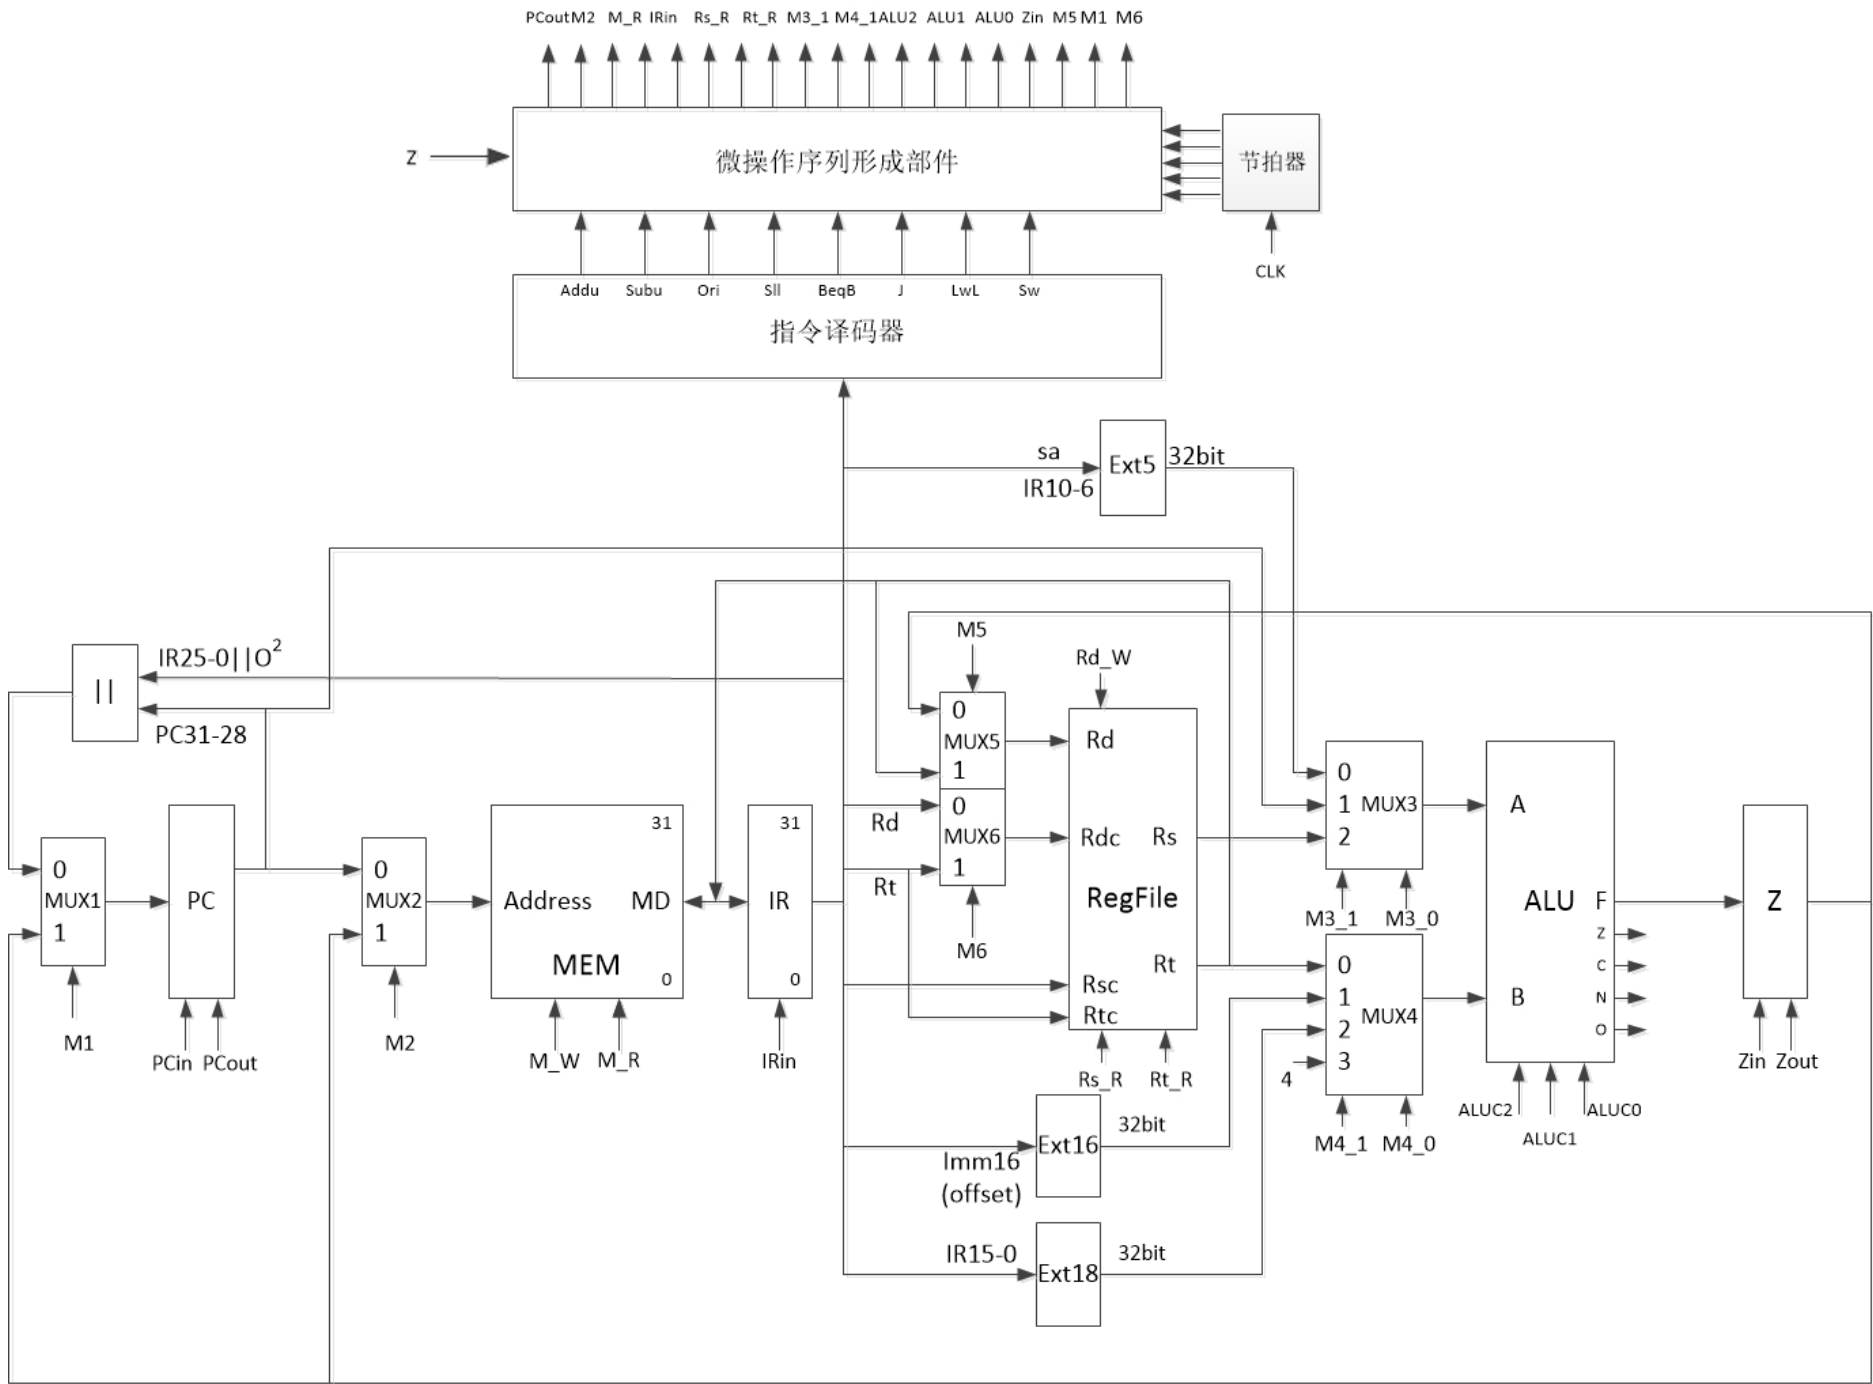 PCout M2 M_R IRin Rs_R Rt_R M3_1 M4_1 ALU2 ALU1 ALU0 Zin M5 M1 M6
Z
微操作序列形成部件
节拍器
CLK
Addu Subu Ori Sll BeqB J LwL Sw
指令译码器
sa
IR10-6
Ext5
32bit
IR25-0||O²
||
PC31-28
M5
Rd_W
0
MUX5
1
Rd
0
MUX6
1
Rd
Rt
M6
Rdc
Rs
RegFile
Rt
Rsc
Rtc
Rs_R
Rt_R
0
MUX1
1
M1
PC
PCin PCout
0
MUX2
1
M2
31
Address MD
MEM
0
M_W
M_R
31
IR
0
IRin
0
1 MUX3
2
M3_1 M3_0
0
1
MUX4
2
3
4
M4_1 M4_0
A
ALU
B
F
Z
C
N
O
ALUC2
ALUC1
ALUC0
Z
Zin Zout
Ext16
32bit
Imm16
(offset)
IR15-0
Ext18
32bit